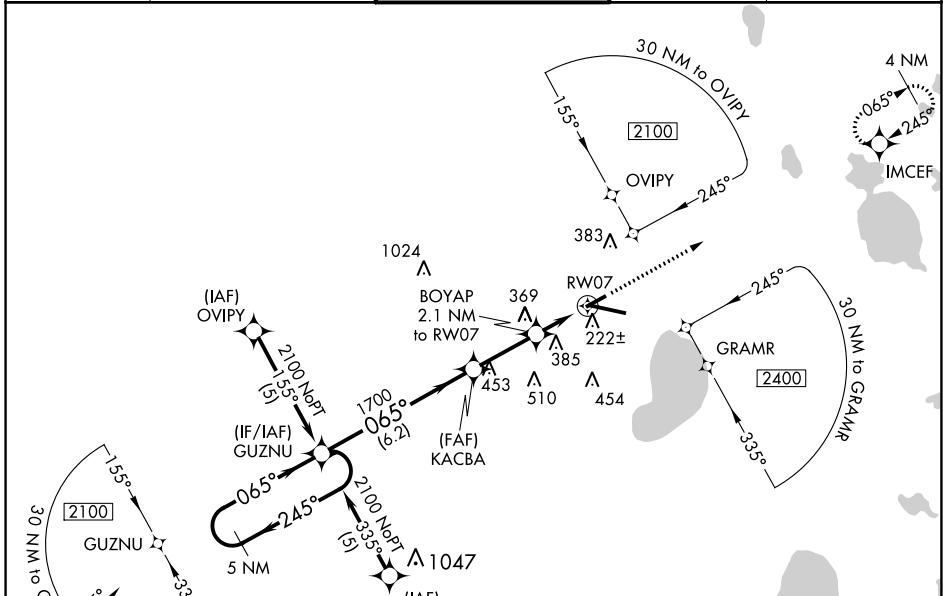 30 NM to OVIPY
155°
2100
OVIPY
245°
4 NM
065°
245°
IMCEF
383
1024
BOYAP
2.1 NM
to RW07
369
RW07
222±
385
453
510
454
(IAF)
OVIPY
2100 NoPT
155°
(5)
1700
065°
(6.2)
(FAF)
KACBA
(IF/IAF)
GUZNU
065°
245°
5 NM
2100 NoPT
335°
(5)
1047
(IAF)
245°
GRAMR
2400
30 NM to GRAMR
335°
155°
2100
GUZNU
30 NM to